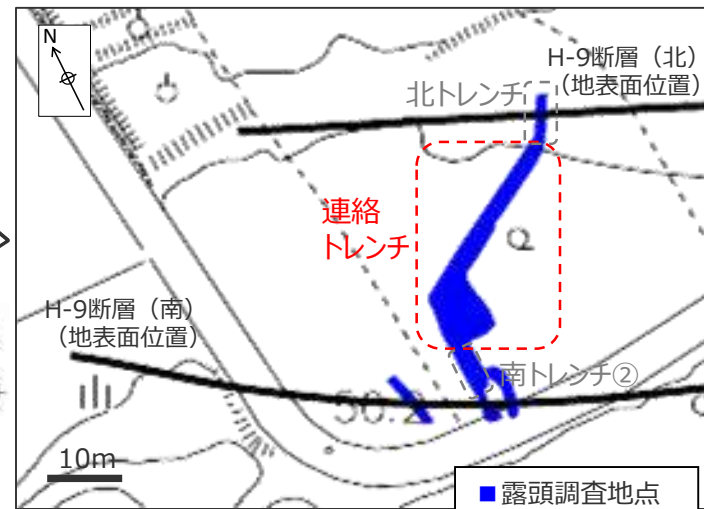 N
H-9断層（北）
（地表面位置）
北トレンチ
連絡
トレンチ
H-9断層（南）
（地表面位置）
南トレンチ②
50.2
10m
■露頭調査地点